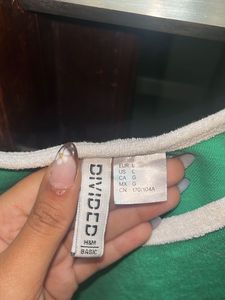 DIVIDED
H&M
BASIC
EUR L
US L
CA G
MX G
CN 170/104A